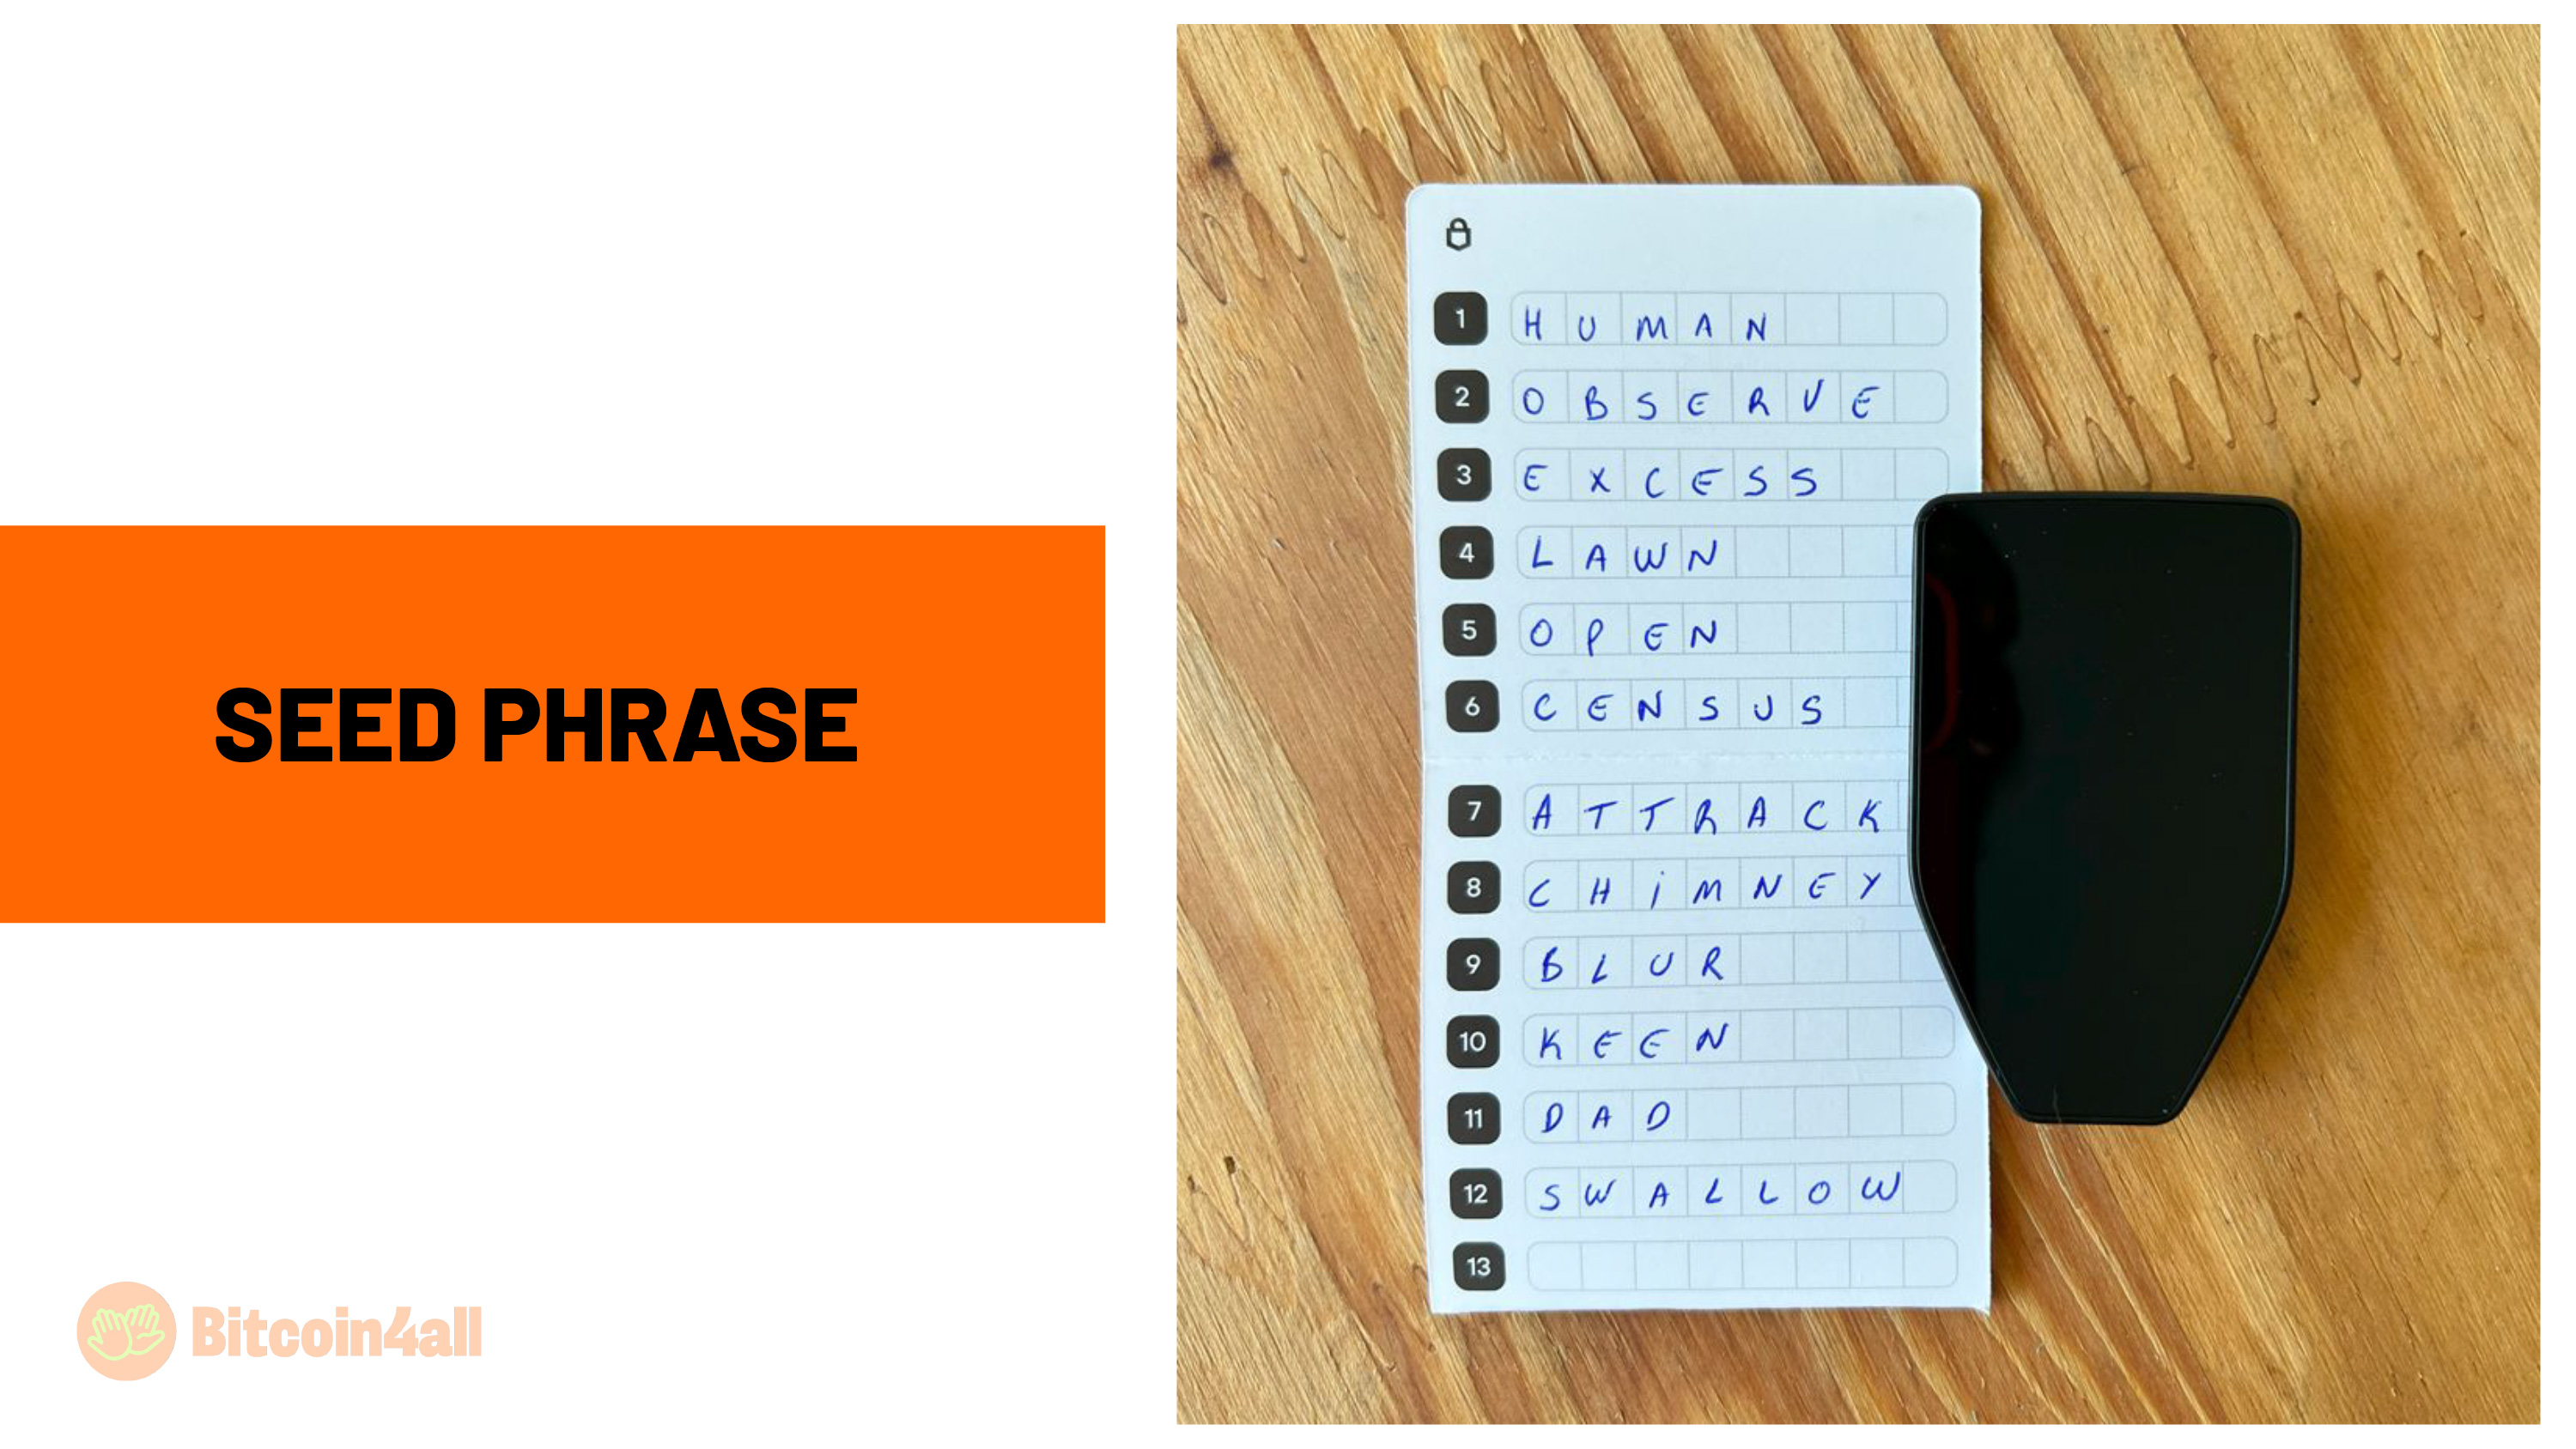 SEED PHRASE
Bitcoin4all
1 HUMAN
2 OBSERVE
3 EXCESS
4 LAWN
5 OPEN
6 CENSUS
7 ATTRACK
8 CHiMNEY
9 BLUR
10 KEEN
11 DAD
12 SWALLOW
13